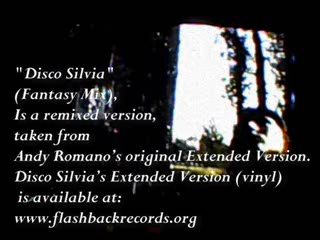 "Disco Silvia"
(Fantasy Mix),
Is a remixed version,
taken from
Andy Romano's original Extended Version.
Disco Silvia's Extended Version (vinyl)
is available at:
www.flashbackrecords.org